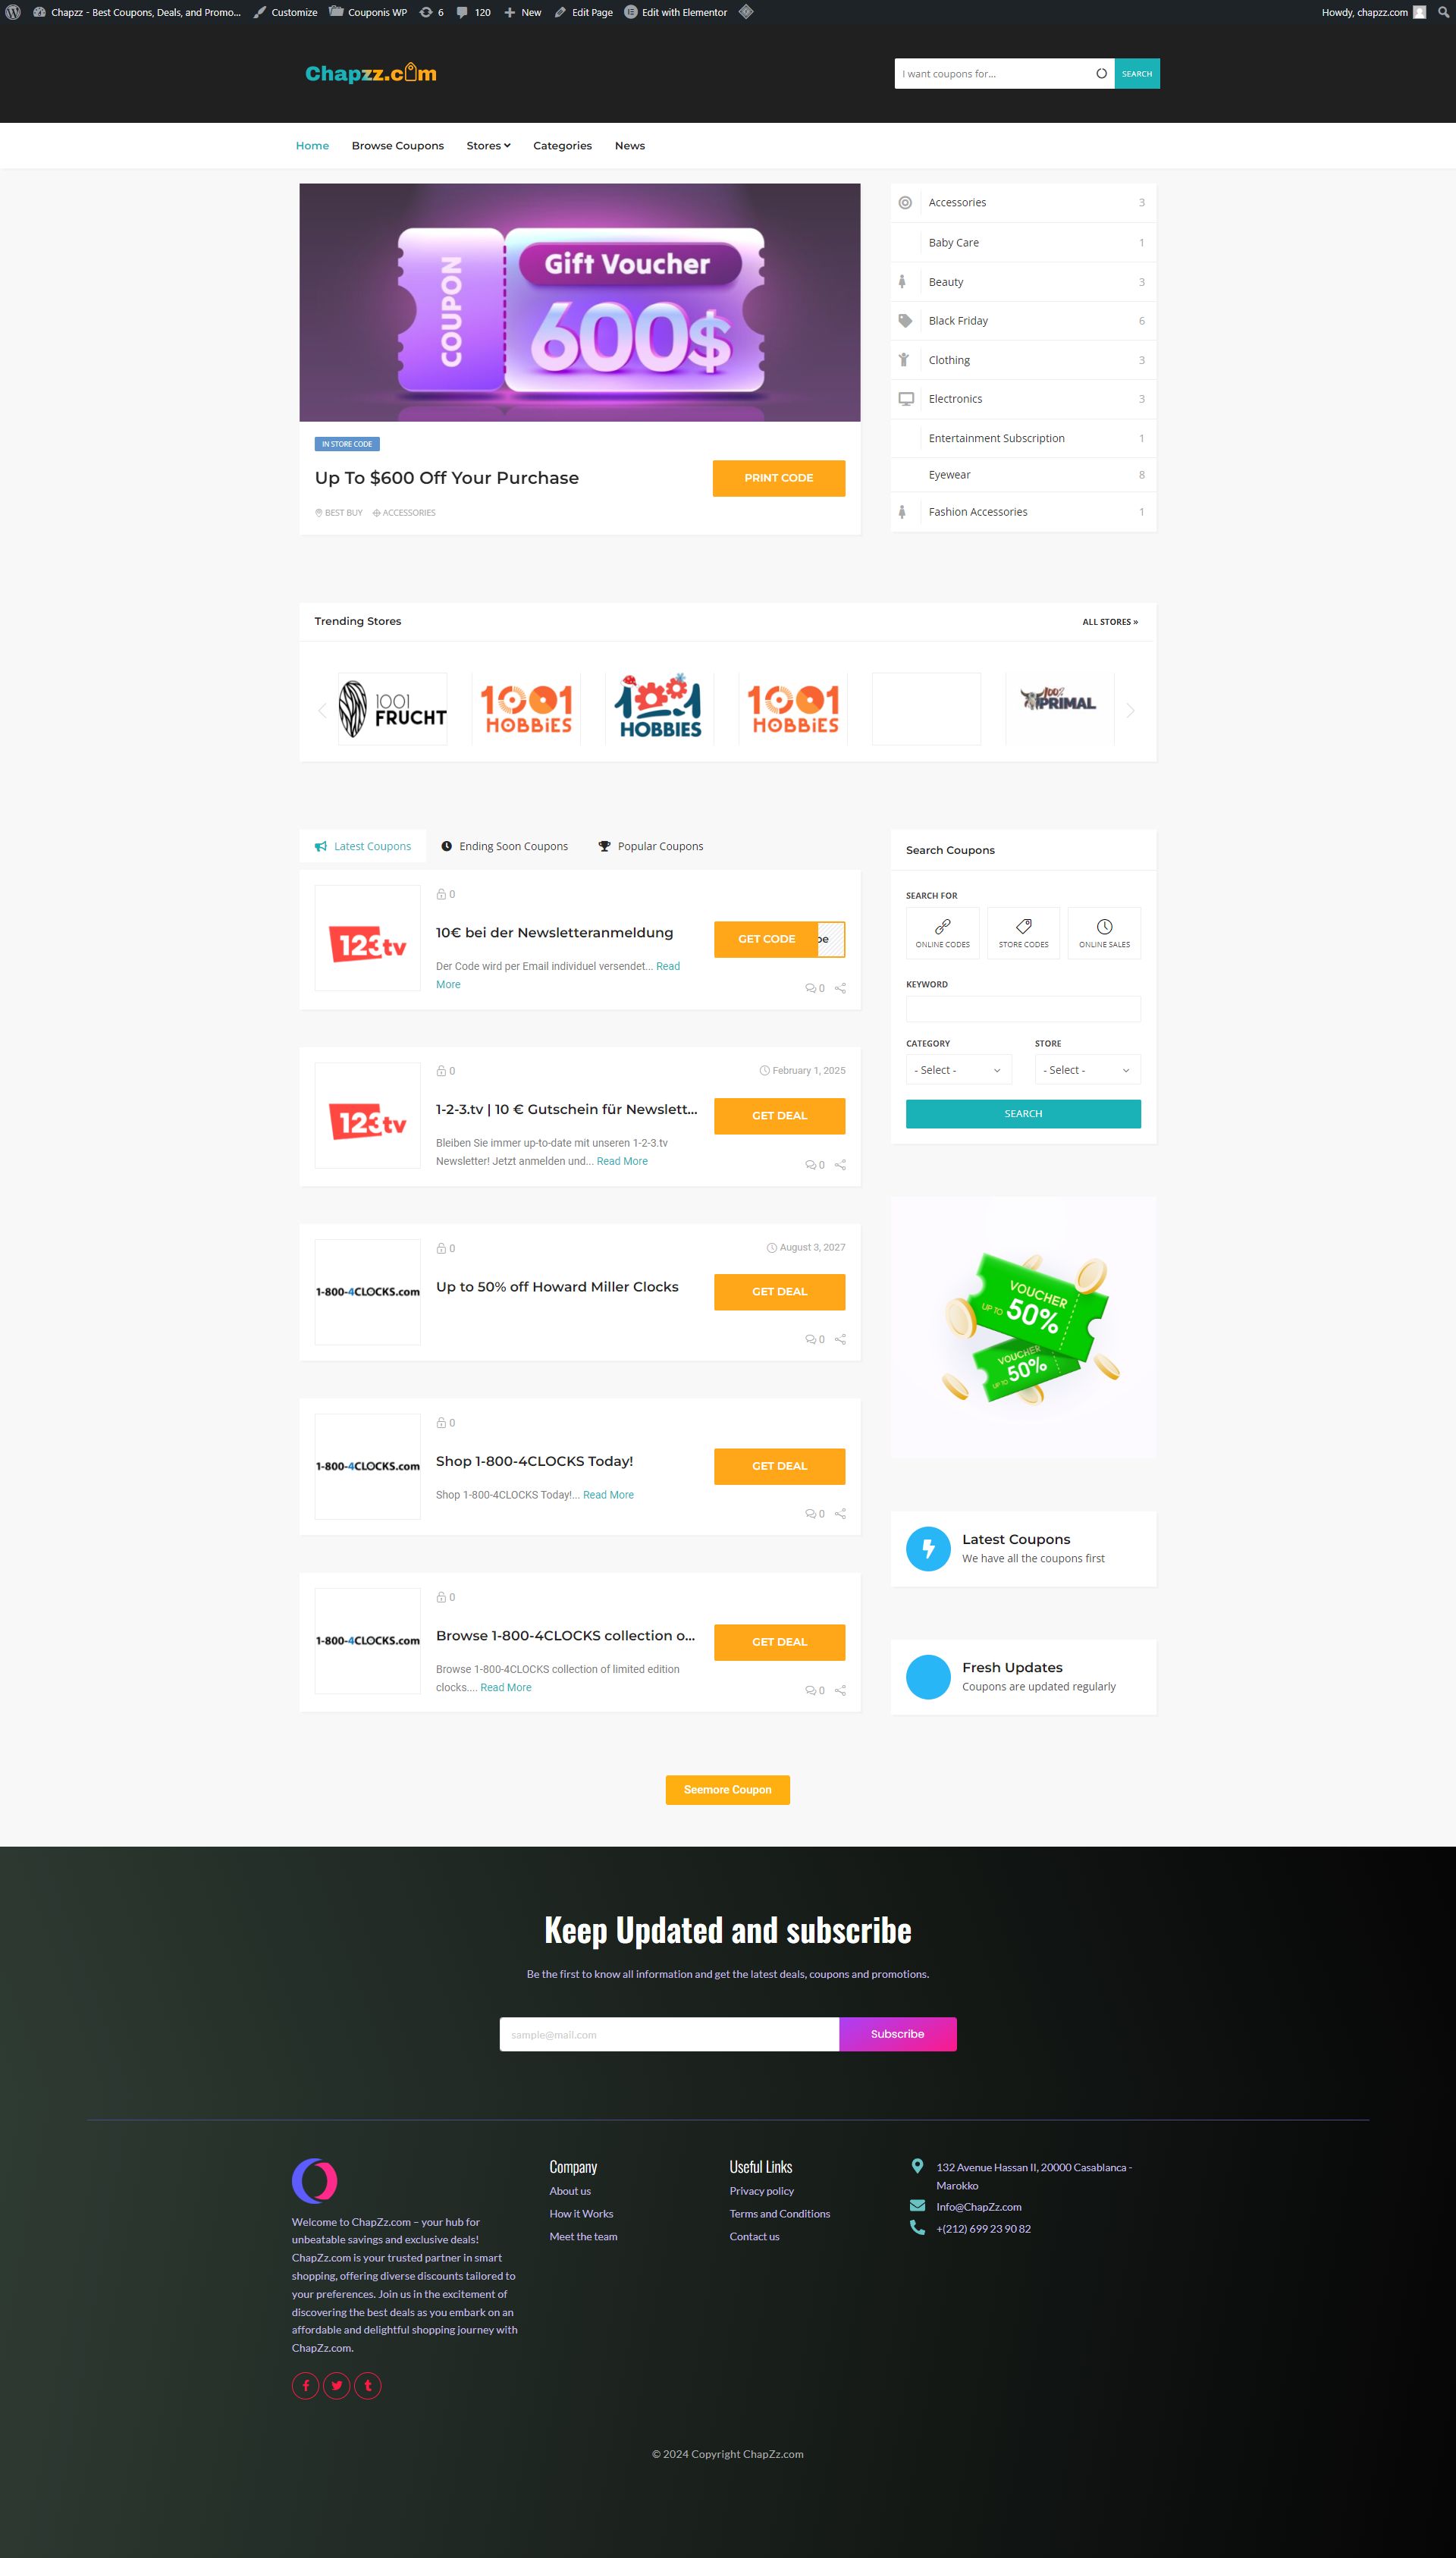 Chapzz - Best Coupons, Deals, and Promo... Customize Couponis WP 6 120 New Edit Page Edit with Elementor Howdy, chapzz.com
Chapzz.com
I want coupons for...
SEARCH
Home Browse Coupons Stores Categories News
COUPON
Gift Voucher
600$
IN STORE CODE
Up To $600 Off Your Purchase
PRINT CODE
BEST BUY ACCESSORIES
Accessories 3
Baby Care 1
Beauty 3
Black Friday 6
Clothing 3
Electronics 3
Entertainment Subscription 1
Eyewear 8
Fashion Accessories 1
Trending Stores
ALL STORES »
1001
FRUCHT
1001
HOBBIES
1001
HOBBIES
1001
HOBBIES
100%
PRIMAL
Latest Coupons Ending Soon Coupons Popular Coupons
123tv
0
10€ bei der Newsletteranmeldung
GET CODE
be
Der Code wird per Email individuel versendet... Read
More
0
123tv
0
February 1, 2025
1-2-3.tv | 10 € Gutschein für Newslett...
GET DEAL
Bleiben Sie immer up-to-date mit unseren 1-2-3.tv
Newsletter! Jetzt anmelden und... Read More
0
1-800-4CLOCKS.com
0
August 3, 2027
Up to 50% off Howard Miller Clocks
GET DEAL
0
1-800-4CLOCKS.com
0
Shop 1-800-4CLOCKS Today!
GET DEAL
Shop 1-800-4CLOCKS Today!... Read More
0
1-800-4CLOCKS.com
0
Browse 1-800-4CLOCKS collection o...
GET DEAL
Browse 1-800-4CLOCKS collection of limited edition
clocks.... Read More
0
Search Coupons
SEARCH FOR
ONLINE CODES STORE CODES ONLINE SALES
KEYWORD
CATEGORY STORE
- Select - - Select -
SEARCH
VOUCHER
UP TO 50%
VOUCHER
UP TO 50%
Latest Coupons
We have all the coupons first
Fresh Updates
Coupons are updated regularly
Seemore Coupon
Keep Updated and subscribe
Be the first to know all information and get the latest deals, coupons and promotions.
sample@mail.com
Subscribe
Welcome to ChapZz.com – your hub for
unbeatable savings and exclusive deals!
ChapZz.com is your trusted partner in smart
shopping, offering diverse discounts tailored to
your preferences. Join us in the excitement of
discovering the best deals as you embark on an
affordable and delightful shopping journey with
ChapZz.com.
Company
About us
How it Works
Meet the team
Useful Links
Privacy policy
Terms and Conditions
Contact us
132 Avenue Hassan II, 20000 Casablanca -
Marokko
Info@ChapZz.com
+(212) 699 23 90 82
© 2024 Copyright ChapZz.com